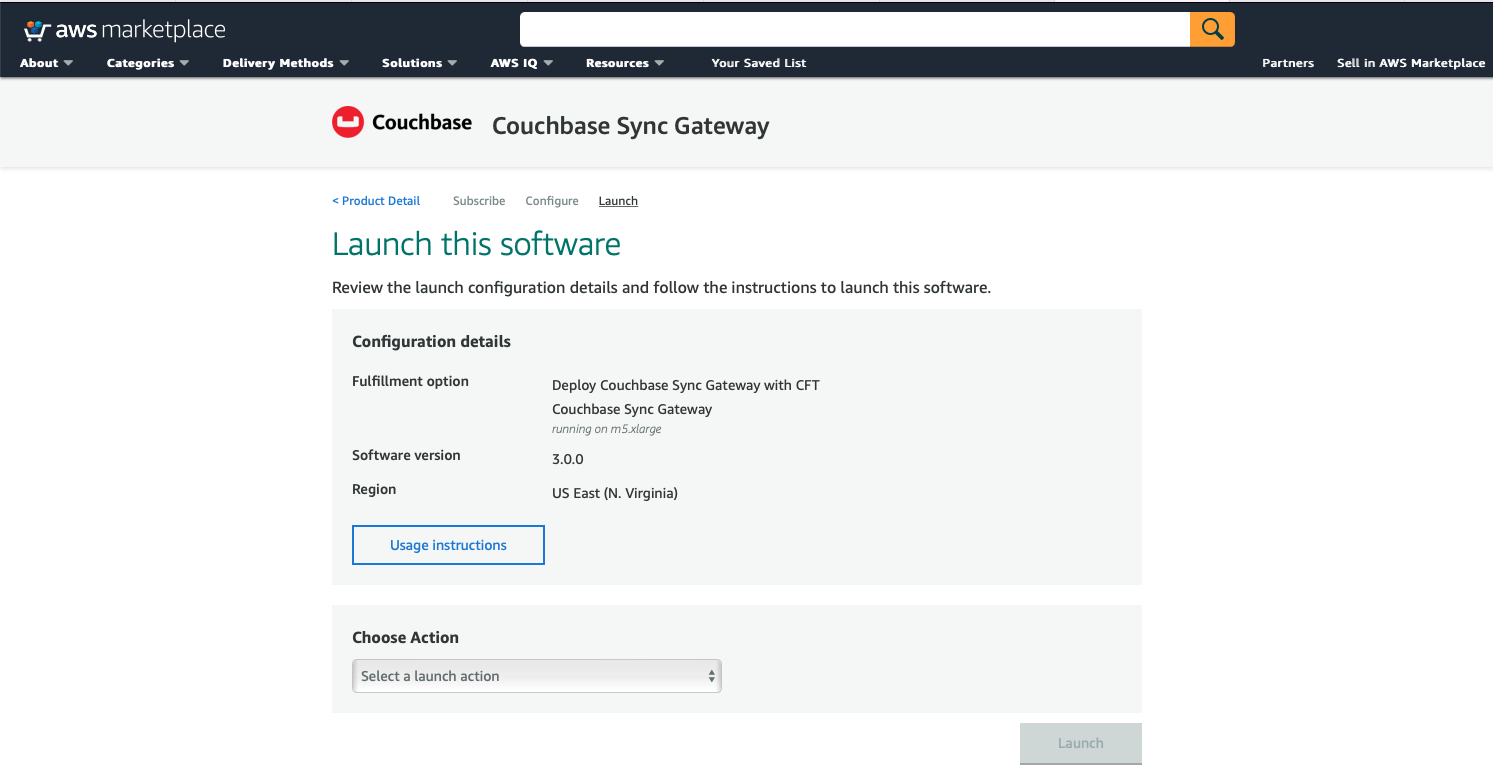 aws marketplace
About Categories Delivery Methods Solutions AWS IQ Resources Your Saved List Partners Sell in AWS Marketplace
Couchbase Couchbase Sync Gateway
< Product Detail Subscribe Configure Launch
Launch this software
Review the launch configuration details and follow the instructions to launch this software.
Configuration details
Fulfillment option Deploy Couchbase Sync Gateway with CFT
Couchbase Sync Gateway
running on m5.xlarge
Software version 3.0.0
Region US East (N. Virginia)
Usage instructions
Choose Action
Select a launch action
Launch